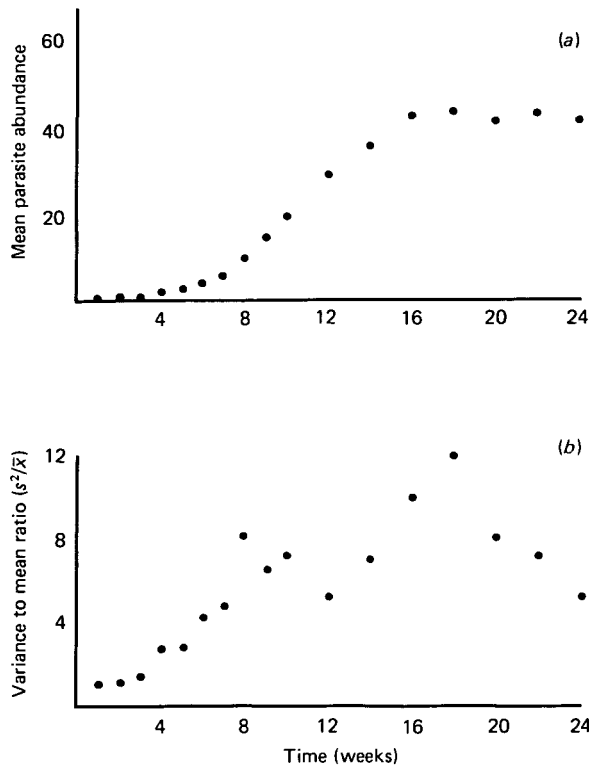 (a)
Mean parasite abundance
60
40
20
4 8 12 16 20 24
(b)
Variance to mean ratio (s²/x̄)
12
8
4
4 8 12 16 20 24
Time (weeks)